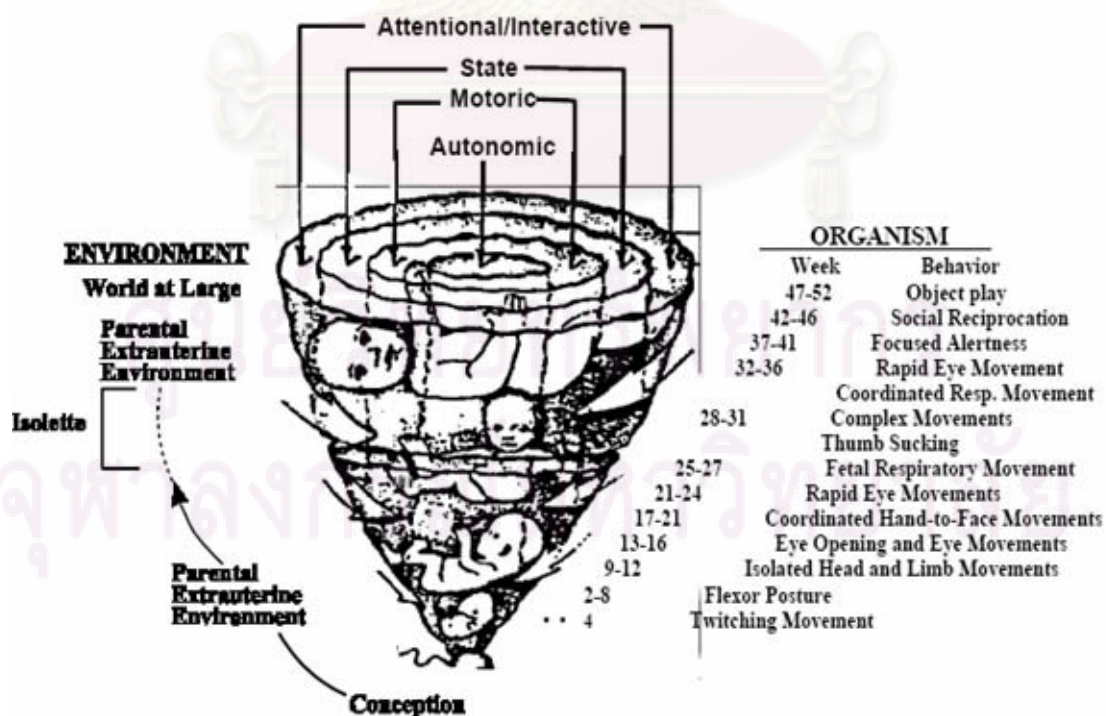 Attentional/Interactive
State
Motoric
Autonomic
ENVIRONMENT
World at Large
Parental
Extrauterine
Environment
Isolette
Parental
Extrauterine
Environment
Conception
ORGANISM
Week Behavior
47-52 Object play
42-46 Social Reciprocation
37-41 Focused Alertness
32-36 Rapid Eye Movement
Coordinated Resp. Movement
28-31 Complex Movements
Thumb Sucking
25-27 Fetal Respiratory Movement
21-24 Rapid Eye Movements
17-21 Coordinated Hand-to-Face Movements
13-16 Eye Opening and Eye Movements
9-12 Isolated Head and Limb Movements
2-8 Flexor Posture
4 Twitching Movement